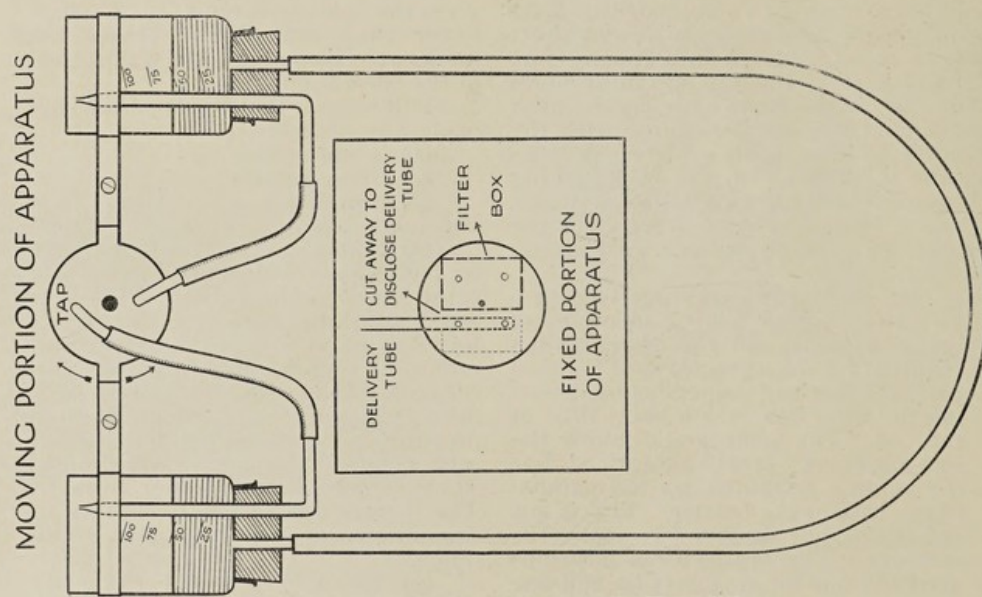 MOVING PORTION OF APPARATUS
100
75
50
25
TAP
100
75
50
25
DELIVERY
TUBE
CUT AWAY TO
DISCLOSE DELIVERY
TUBE
FILTER
BOX
FIXED PORTION
OF APPARATUS